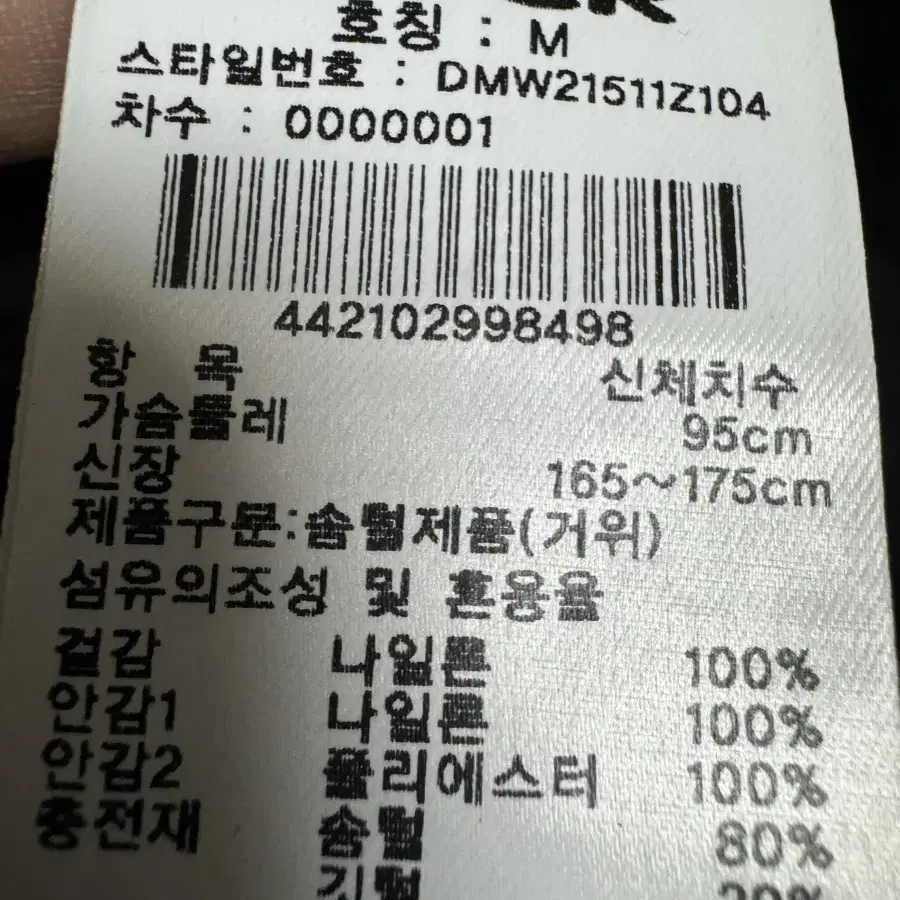 호칭 : M
스타일번호 : DMW21511Z104
차수 : 0000001
442102998498
항 목 신체치수
가슴둘레 95cm
신장 165~175cm
제품구분:솜털제품(거위)
섬유의조성 및 혼용율
겉감 나일론 100%
안감1 나일론 100%
안감2 폴리에스터 100%
충전재 솜털 80%
깃털 20%